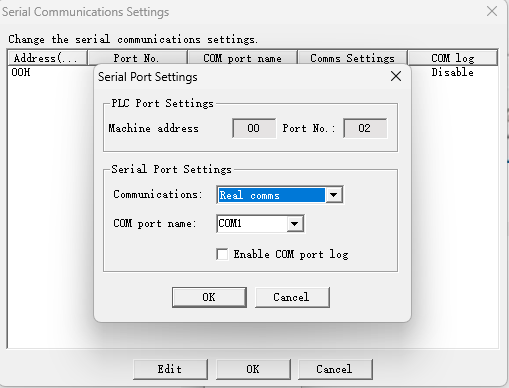 Serial Communications Settings
Change the serial communications settings.
Address(... Port No. COM port name Comms Settings COM log
00H Disable
Serial Port Settings
PLC Port Settings
Machine address 00 Port No.: 02
Serial Port Settings
Communications: Real comms
COM port name: COM1
Enable COM port log
OK Cancel
Edit OK Cancel